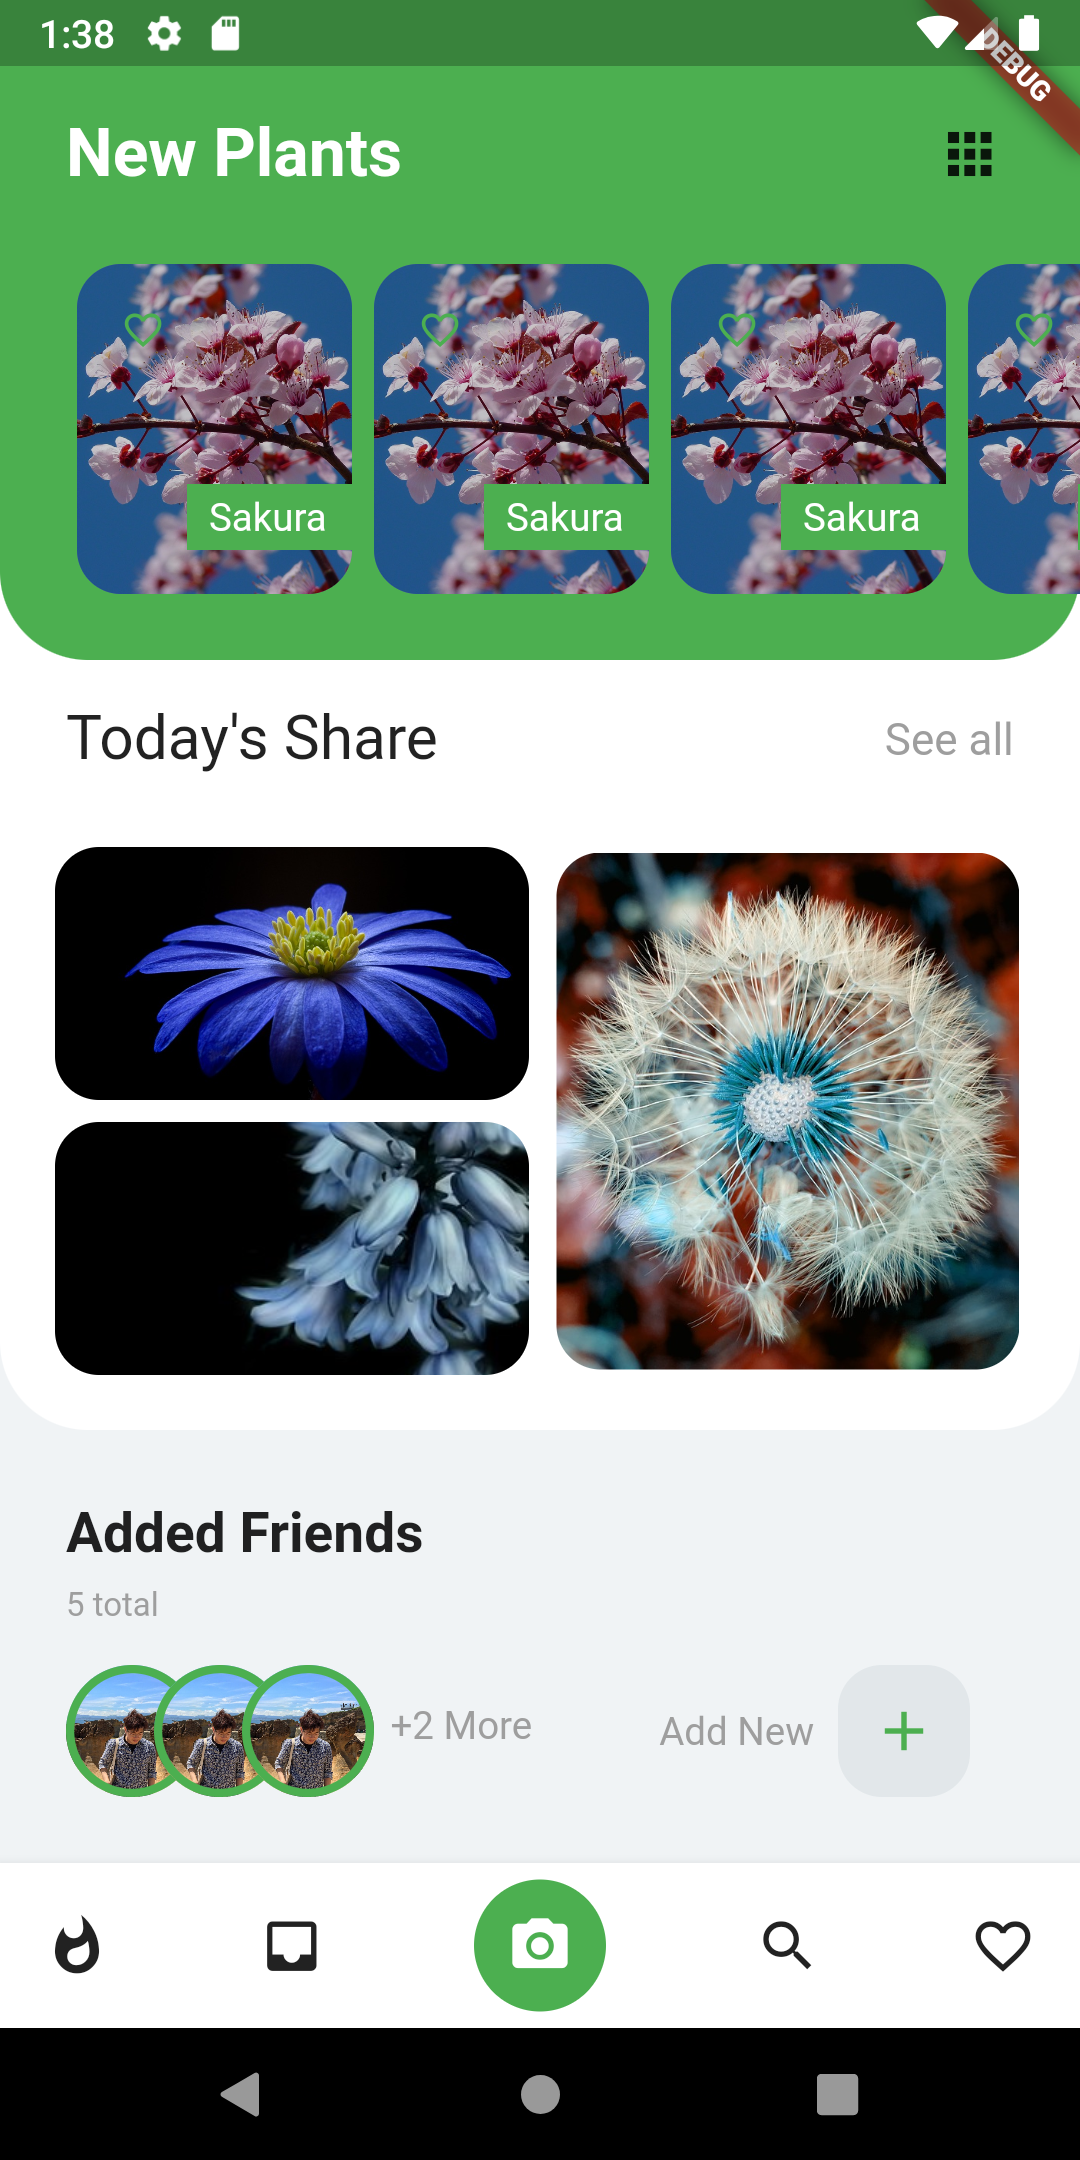 1:38
DEBUG
New Plants
Sakura
Sakura
Sakura
Today's Share
See all
Added Friends
5 total
+2 More
Add New